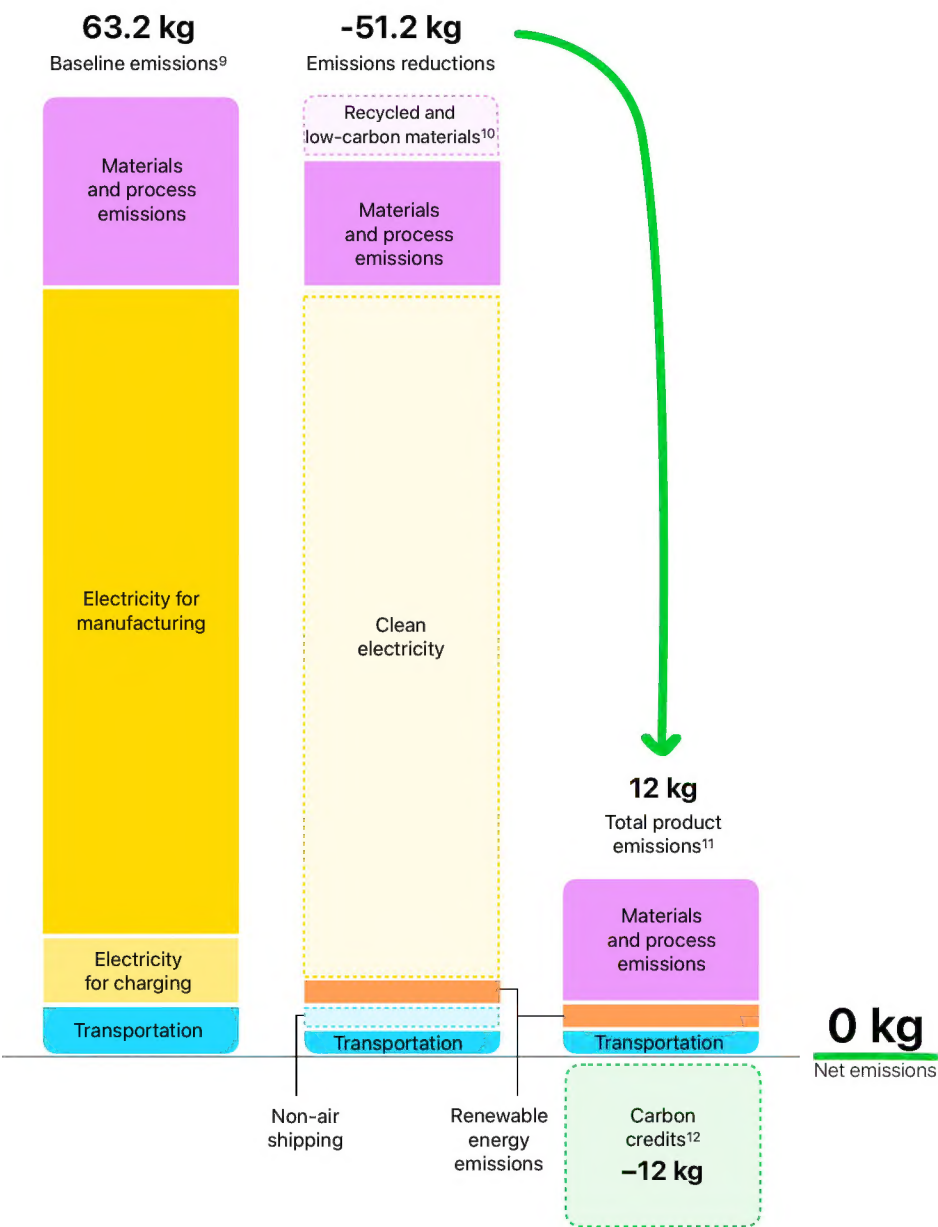 63.2 kg
Baseline emissions⁹
Materials
and process
emissions
Electricity for
manufacturing
Electricity
for charging
Transportation
-51.2 kg
Emissions reductions
Recycled and
low-carbon materials¹⁰
Materials
and process
emissions
Clean
electricity
Transportation
Non-air
shipping
Renewable
energy
emissions
12 kg
Total product
emissions¹¹
Materials
and process
emissions
Transportation
Carbon
credits¹²
–12 kg
0 kg
Net emissions